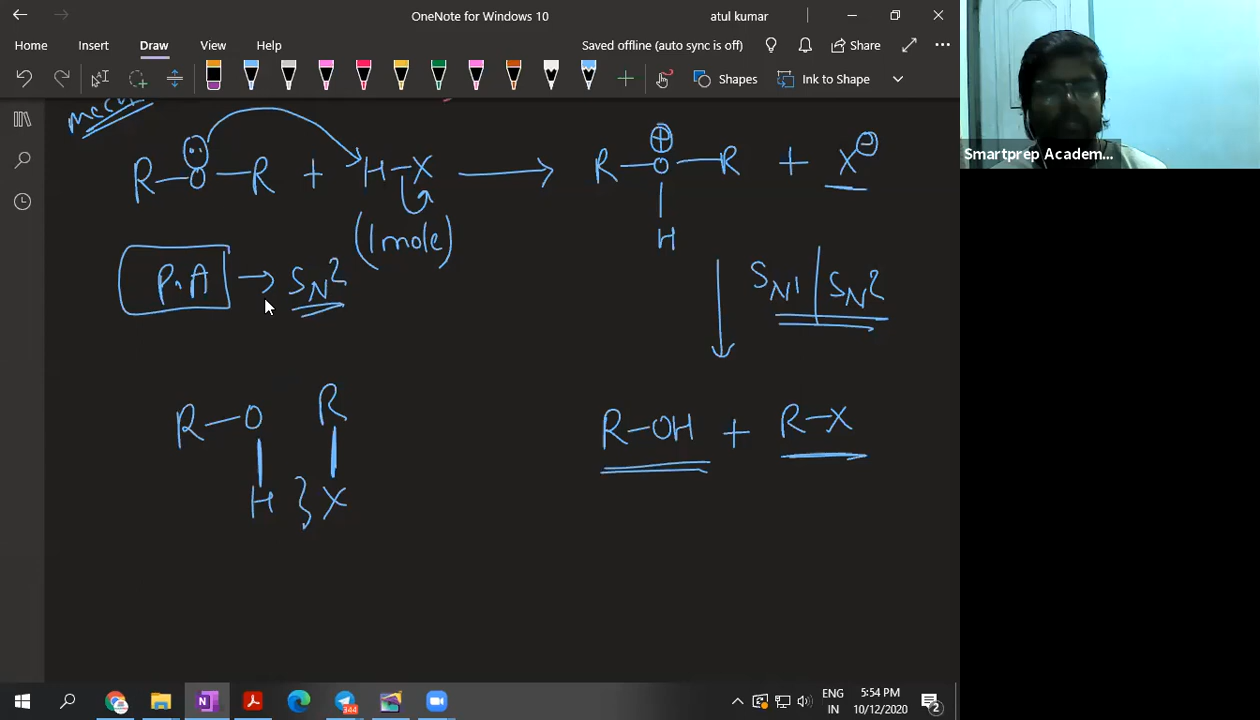 OneNote for Windows 10
atul kumar
Home Insert Draw View Help
Saved offline (auto sync is off)
Share
Shapes
Ink to Shape
Smartprep Academ...
R-O-R + H-X → R-O-R + X
⊕ ⊖
H
(1 mole)
P.A → SN2
SN1 | SN2
R-O R
H } X
R-OH + R-X
344
ENG
IN
5:54 PM
10/12/2020
2